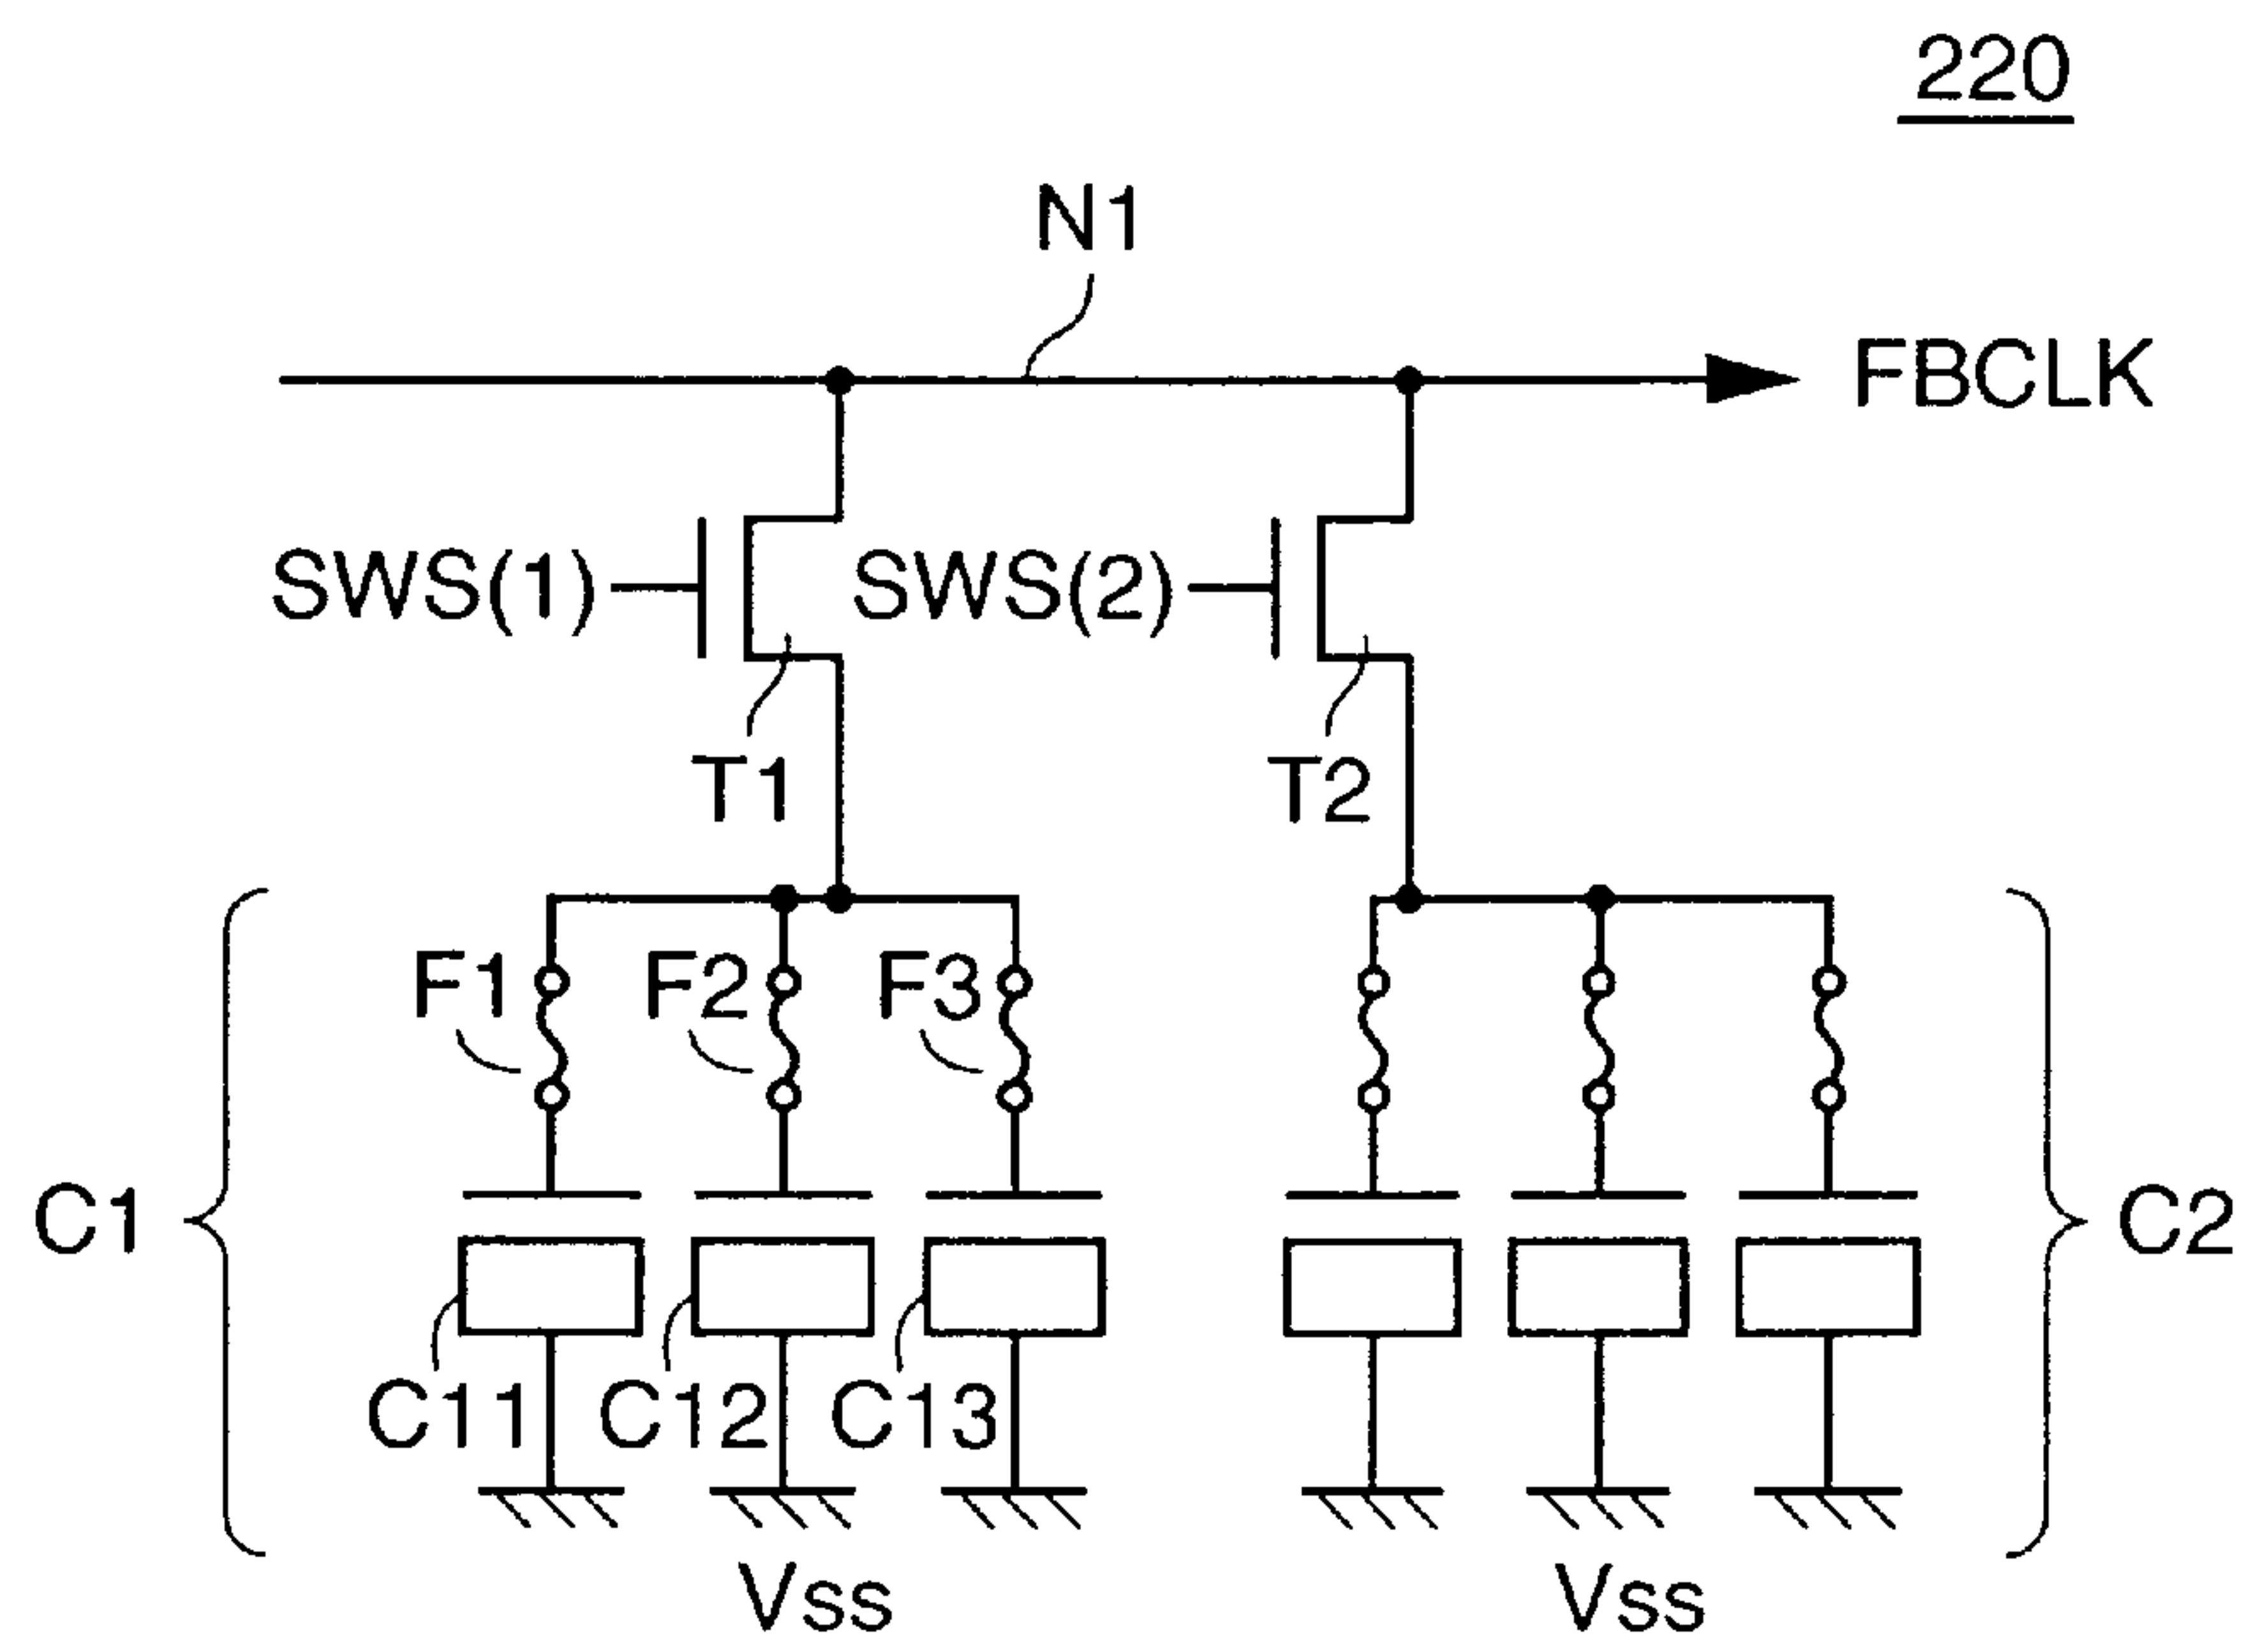 220
N1
FBCLK
SWS(1)
SWS(2)
T1
T2
F1
F2
F3
C1
C2
C11
C12
C13
Vss
Vss